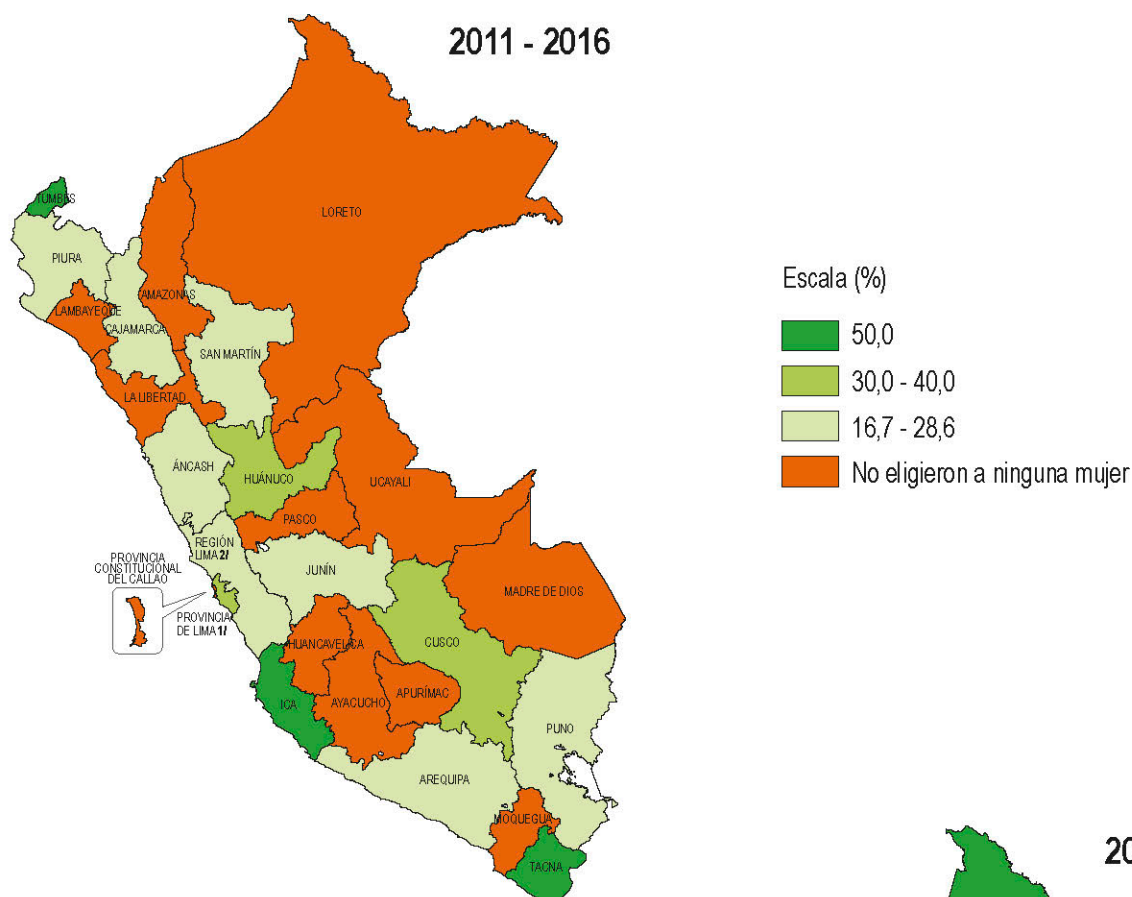 2011 - 2016
TUMBES
LORETO
PIURA
AMAZONAS
LAMBAYEQUE
CAJAMARCA
SAN MARTÍN
LA LIBERTAD
ÁNCASH
HUÁNUCO
UCAYALI
PASCO
REGIÓN
LIMA 2/
PROVINCIA
CONSTITUCIONAL
DEL CALLAO
JUNÍN
MADRE DE DIOS
PROVINCIA
DE LIMA 1/
HUANCAVELICA
CUSCO
ICA
AYACUCHO
APURÍMAC
PUNO
AREQUIPA
MOQUEGUA
TACNA
Escala (%)
50,0
30,0 - 40,0
16,7 - 28,6
No eligieron a ninguna mujer
20